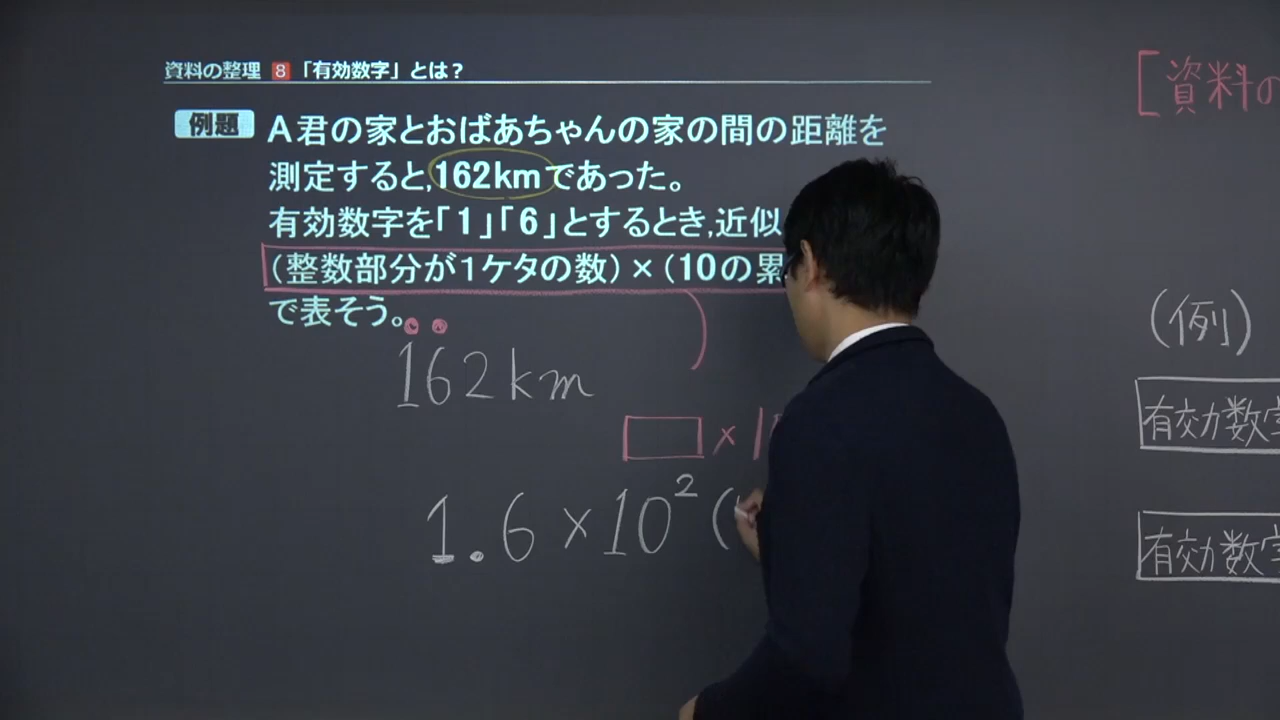 資料の整理 8 「有効数字」とは?
例題
A君の家とおばあちゃんの家の間の距離を
測定すると,162kmであった。
有効数字を「1」「6」とするとき,近似
(整数部分が1ケタの数)×(10の累
で表そう。
162km
× 1
1.6×10² (
[資料の
(例)
有効数字
有効数字